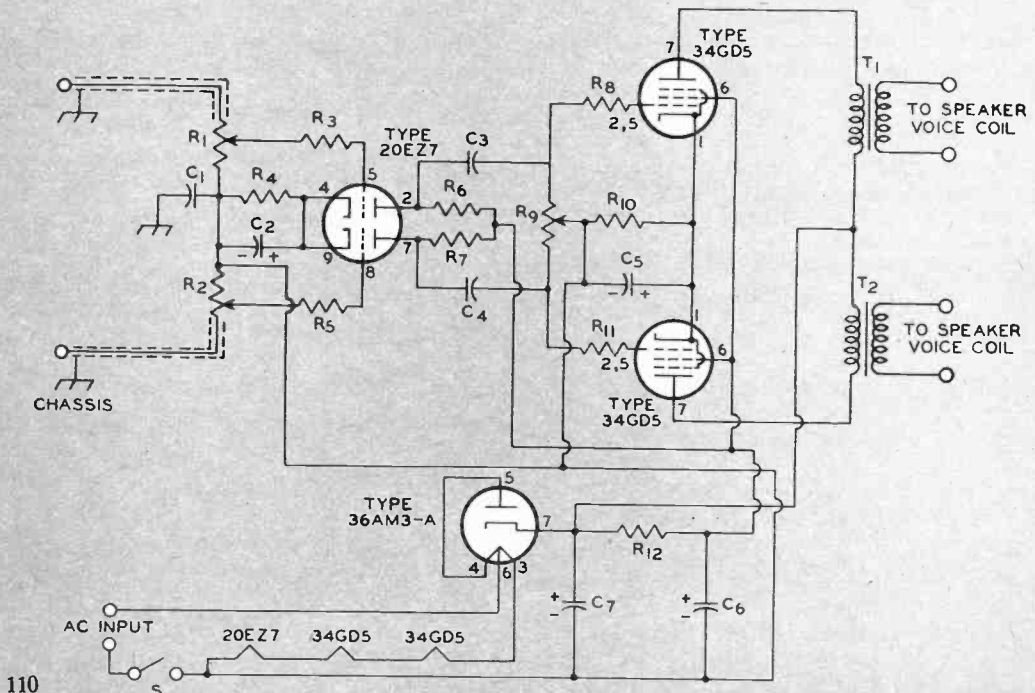 TYPE
34GD5
7
6
2,5
1
R8
T1
TO SPEAKER
VOICE COIL
R1
R3
TYPE
20EZ7
5
C3
C1
R4
4
2
R6
R9
R10
C2
- +
9
7
R7
C5
- +
R2
8
C4
R5
R11
2,5
1
6
TYPE
34GD5
7
T2
TO SPEAKER
VOICE COIL
CHASSIS
TYPE
36AM3-A
5
7
4
6
3
R12
+
-
C7
+
-
C6
AC INPUT
20EZ7
34GD5
34GD5
S
110